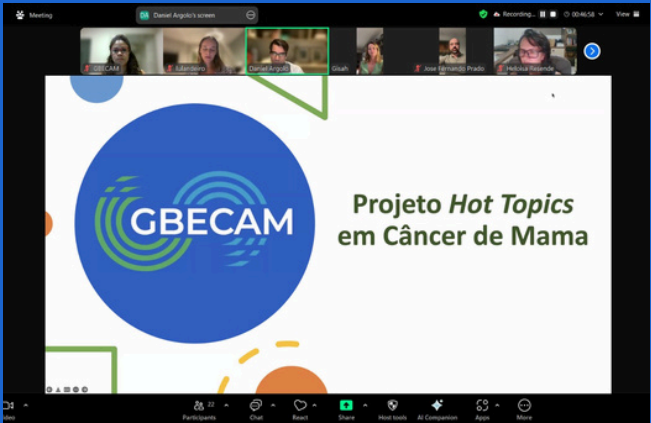 Meeting
DA Daniel Argolo's screen
Recording...
00:46:58
View
GBECAM
Daniel Argolo
Gisah
Jose Fernando Prado
Heloisa Resende
GBECAM
Projeto Hot Topics
em Câncer de Mama
Participants
22
Chat
React
Share
Host tools
AI Companion
Apps
More